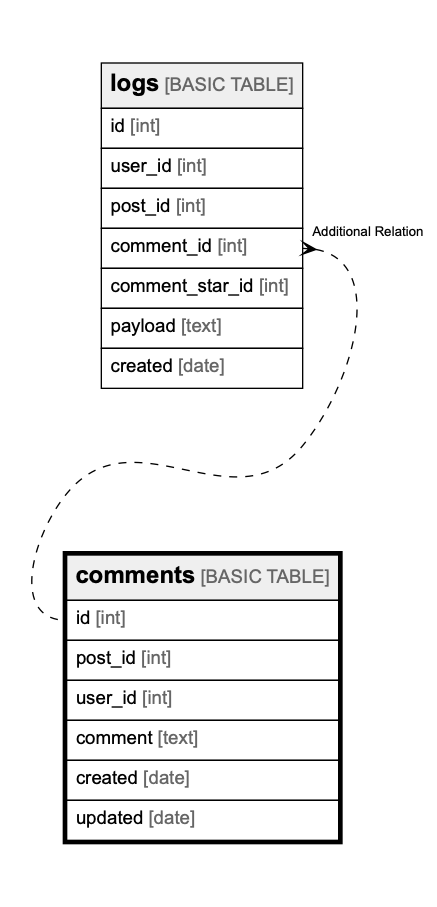 logs [BASIC TABLE]
id [int]
user_id [int]
post_id [int]
comment_id [int]
Additional Relation
comment_star_id [int]
payload [text]
created [date]
comments [BASIC TABLE]
id [int]
post_id [int]
user_id [int]
comment [text]
created [date]
updated [date]